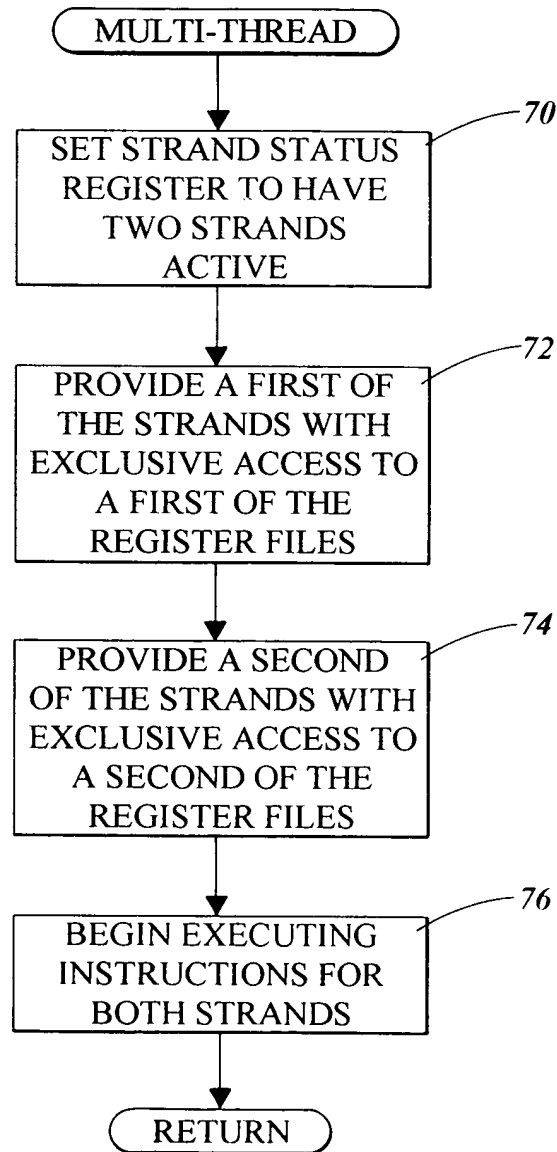 MULTI-THREAD
70
SET STRAND STATUS
REGISTER TO HAVE
TWO STRANDS
ACTIVE
72
PROVIDE A FIRST OF
THE STRANDS WITH
EXCLUSIVE ACCESS TO
A FIRST OF THE
REGISTER FILES
74
PROVIDE A SECOND
OF THE STRANDS WITH
EXCLUSIVE ACCESS TO
A SECOND OF THE
REGISTER FILES
76
BEGIN EXECUTING
INSTRUCTIONS FOR
BOTH STRANDS
RETURN